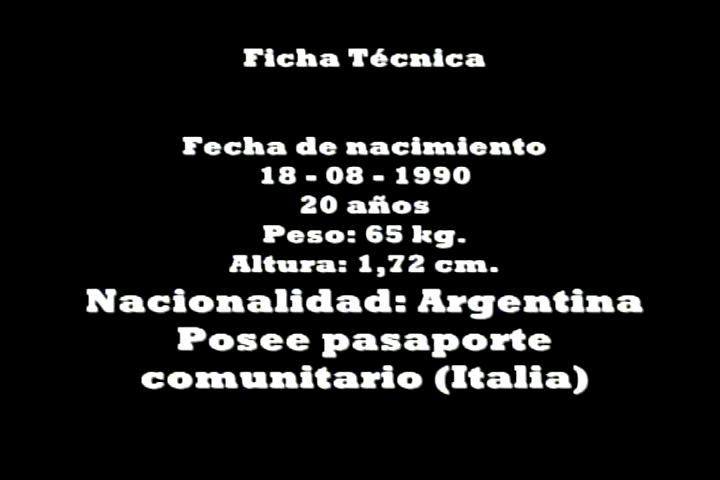 Ficha Técnica
Fecha de nacimiento
18 - 08 - 1990
20 años
Peso: 65 kg.
Altura: 1,72 cm.
Nacionalidad: Argentina
Posee pasaporte
comunitario (Italia)